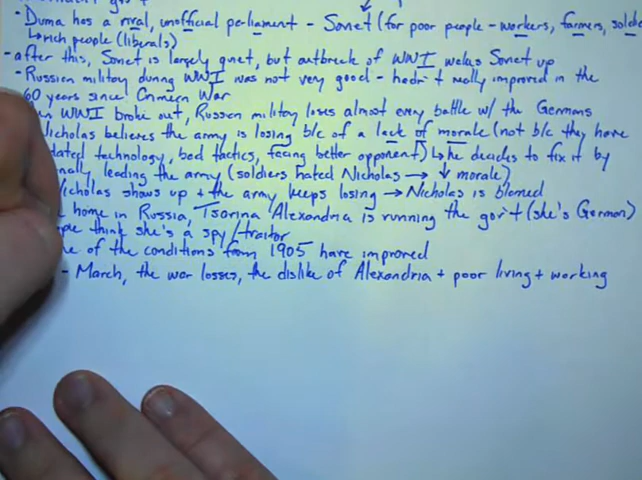 - Duma has a rival, unofficial parliament - Soviet (for poor people - workers, farmers,
↳ rich people (liberals)
- after this, Soviet is largely quiet, but outbreak of WWI wakes Soviet up
- Russian military during WWI was not very good - hadn't really improved in the
60 years since Crimean War
WWI broke out, Russian military loses almost every battle w/ the Germans
Nicholas believes the army is losing b/c of a lack of morale (not b/c they have
technology, bad tactics, facing better opponent) ↳ he decides to fix it by
leading the army (soldiers hated Nicholas → ↓ morale)
Nicholas shows up + the army keeps losing → Nicholas is blamed
home in Russia, Tsarina Alexandria is running the gov't (she's German)
think she's a spy/traitor
of the conditions from 1905 have improved
- March, the war losses, the dislike of Alexandria + poor living + working